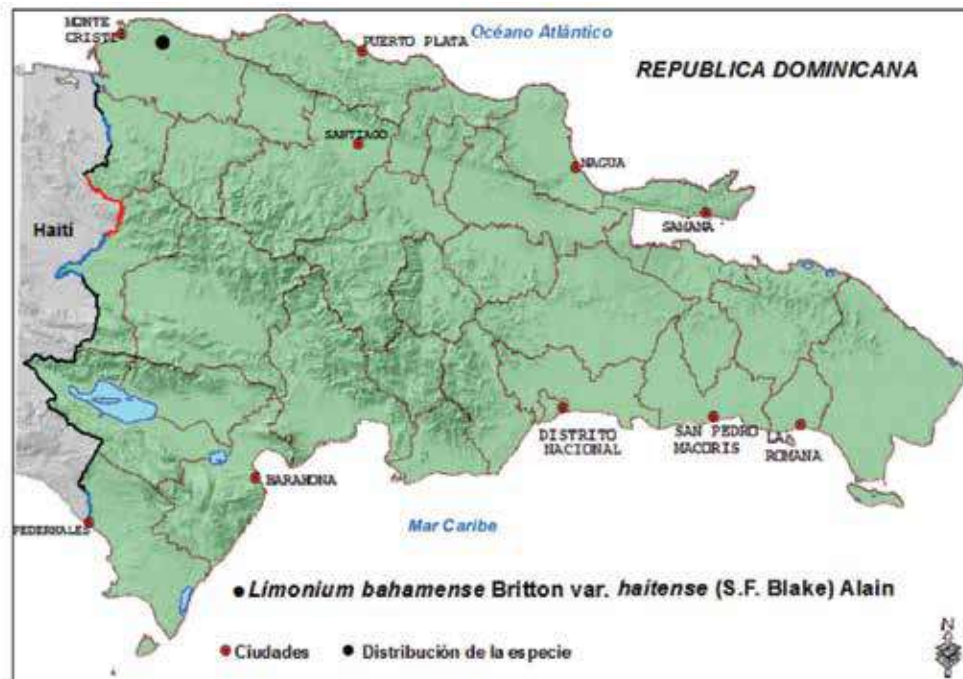 MONTE
CRISTI
PUERTO PLATA
Océano Atlántico
REPUBLICA DOMINICANA
SANTIAGO
NAGUA
SAMANA
Haití
DISTRITO
NACIONAL
SAN PEDRO
MACORIS
LA
ROMANA
BARAHONA
PEDERNALES
Mar Caribe
Limonium bahamense Britton var. haitense (S.F. Blake) Alain
Ciudades
Distribución de la especie
N